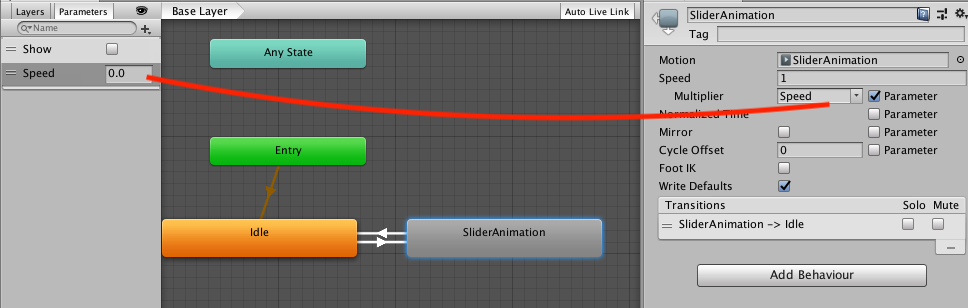 Layers Parameters
Name
Show
Speed 0.0
Base Layer Auto Live Link
Any State
Entry
Idle
SliderAnimation
SliderAnimation
Tag
Motion SliderAnimation
Speed 1
Multiplier Speed Parameter
Normalized Time Parameter
Mirror Parameter
Cycle Offset 0 Parameter
Foot IK
Write Defaults
Transitions Solo Mute
SliderAnimation -> Idle
Add Behaviour